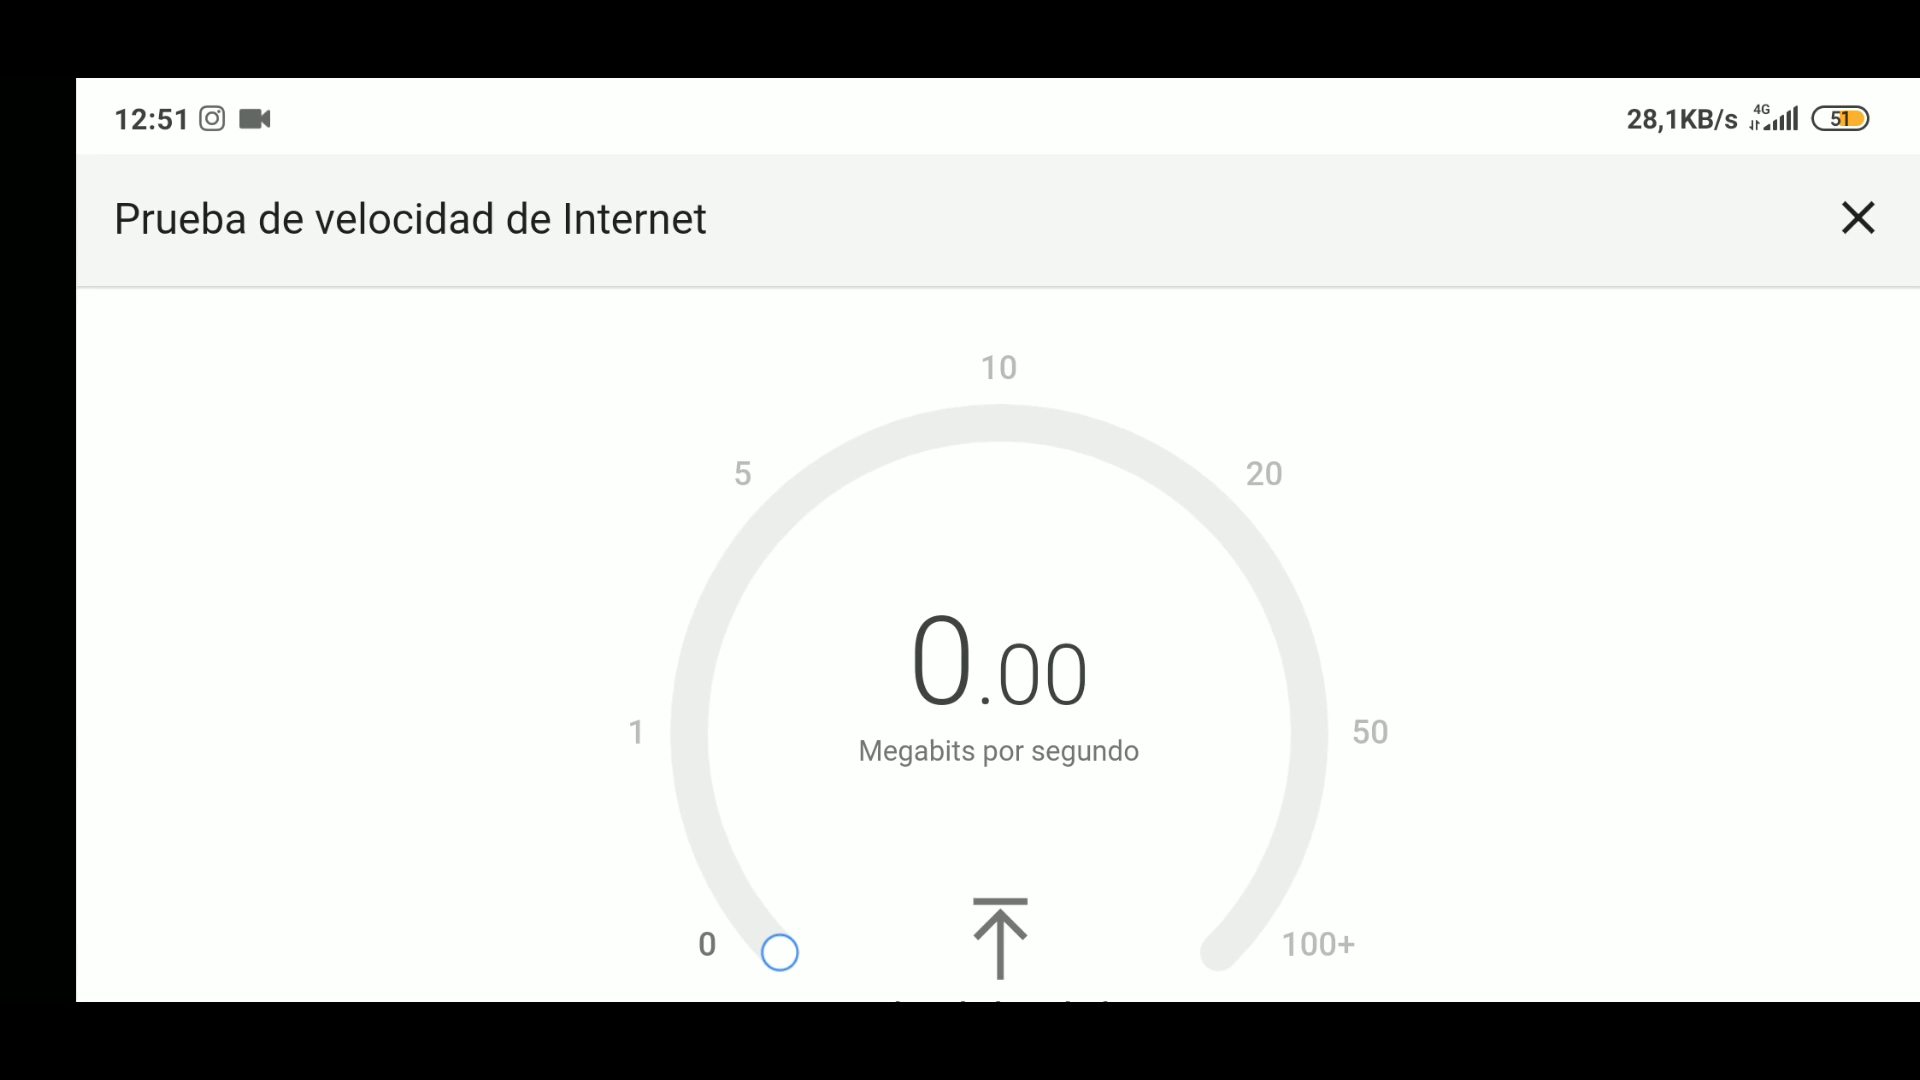 12:51 28,1KB/s 4G 51
Prueba de velocidad de Internet
10
5 20
0.00
1 50
Megabits por segundo
0 100+